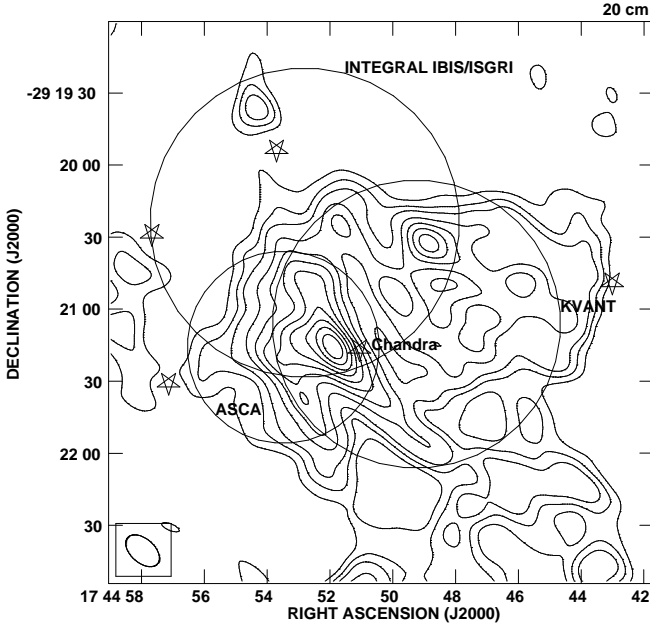 20 cm
INTEGRAL IBIS/ISGRI
-29 19 30
20 00
30
21 00
KVANT
Chandra
30
ASCA
22 00
30
DECLINATION (J2000)
17 44 58 56 54 52 50 48 46 44 42
RIGHT ASCENSION (J2000)